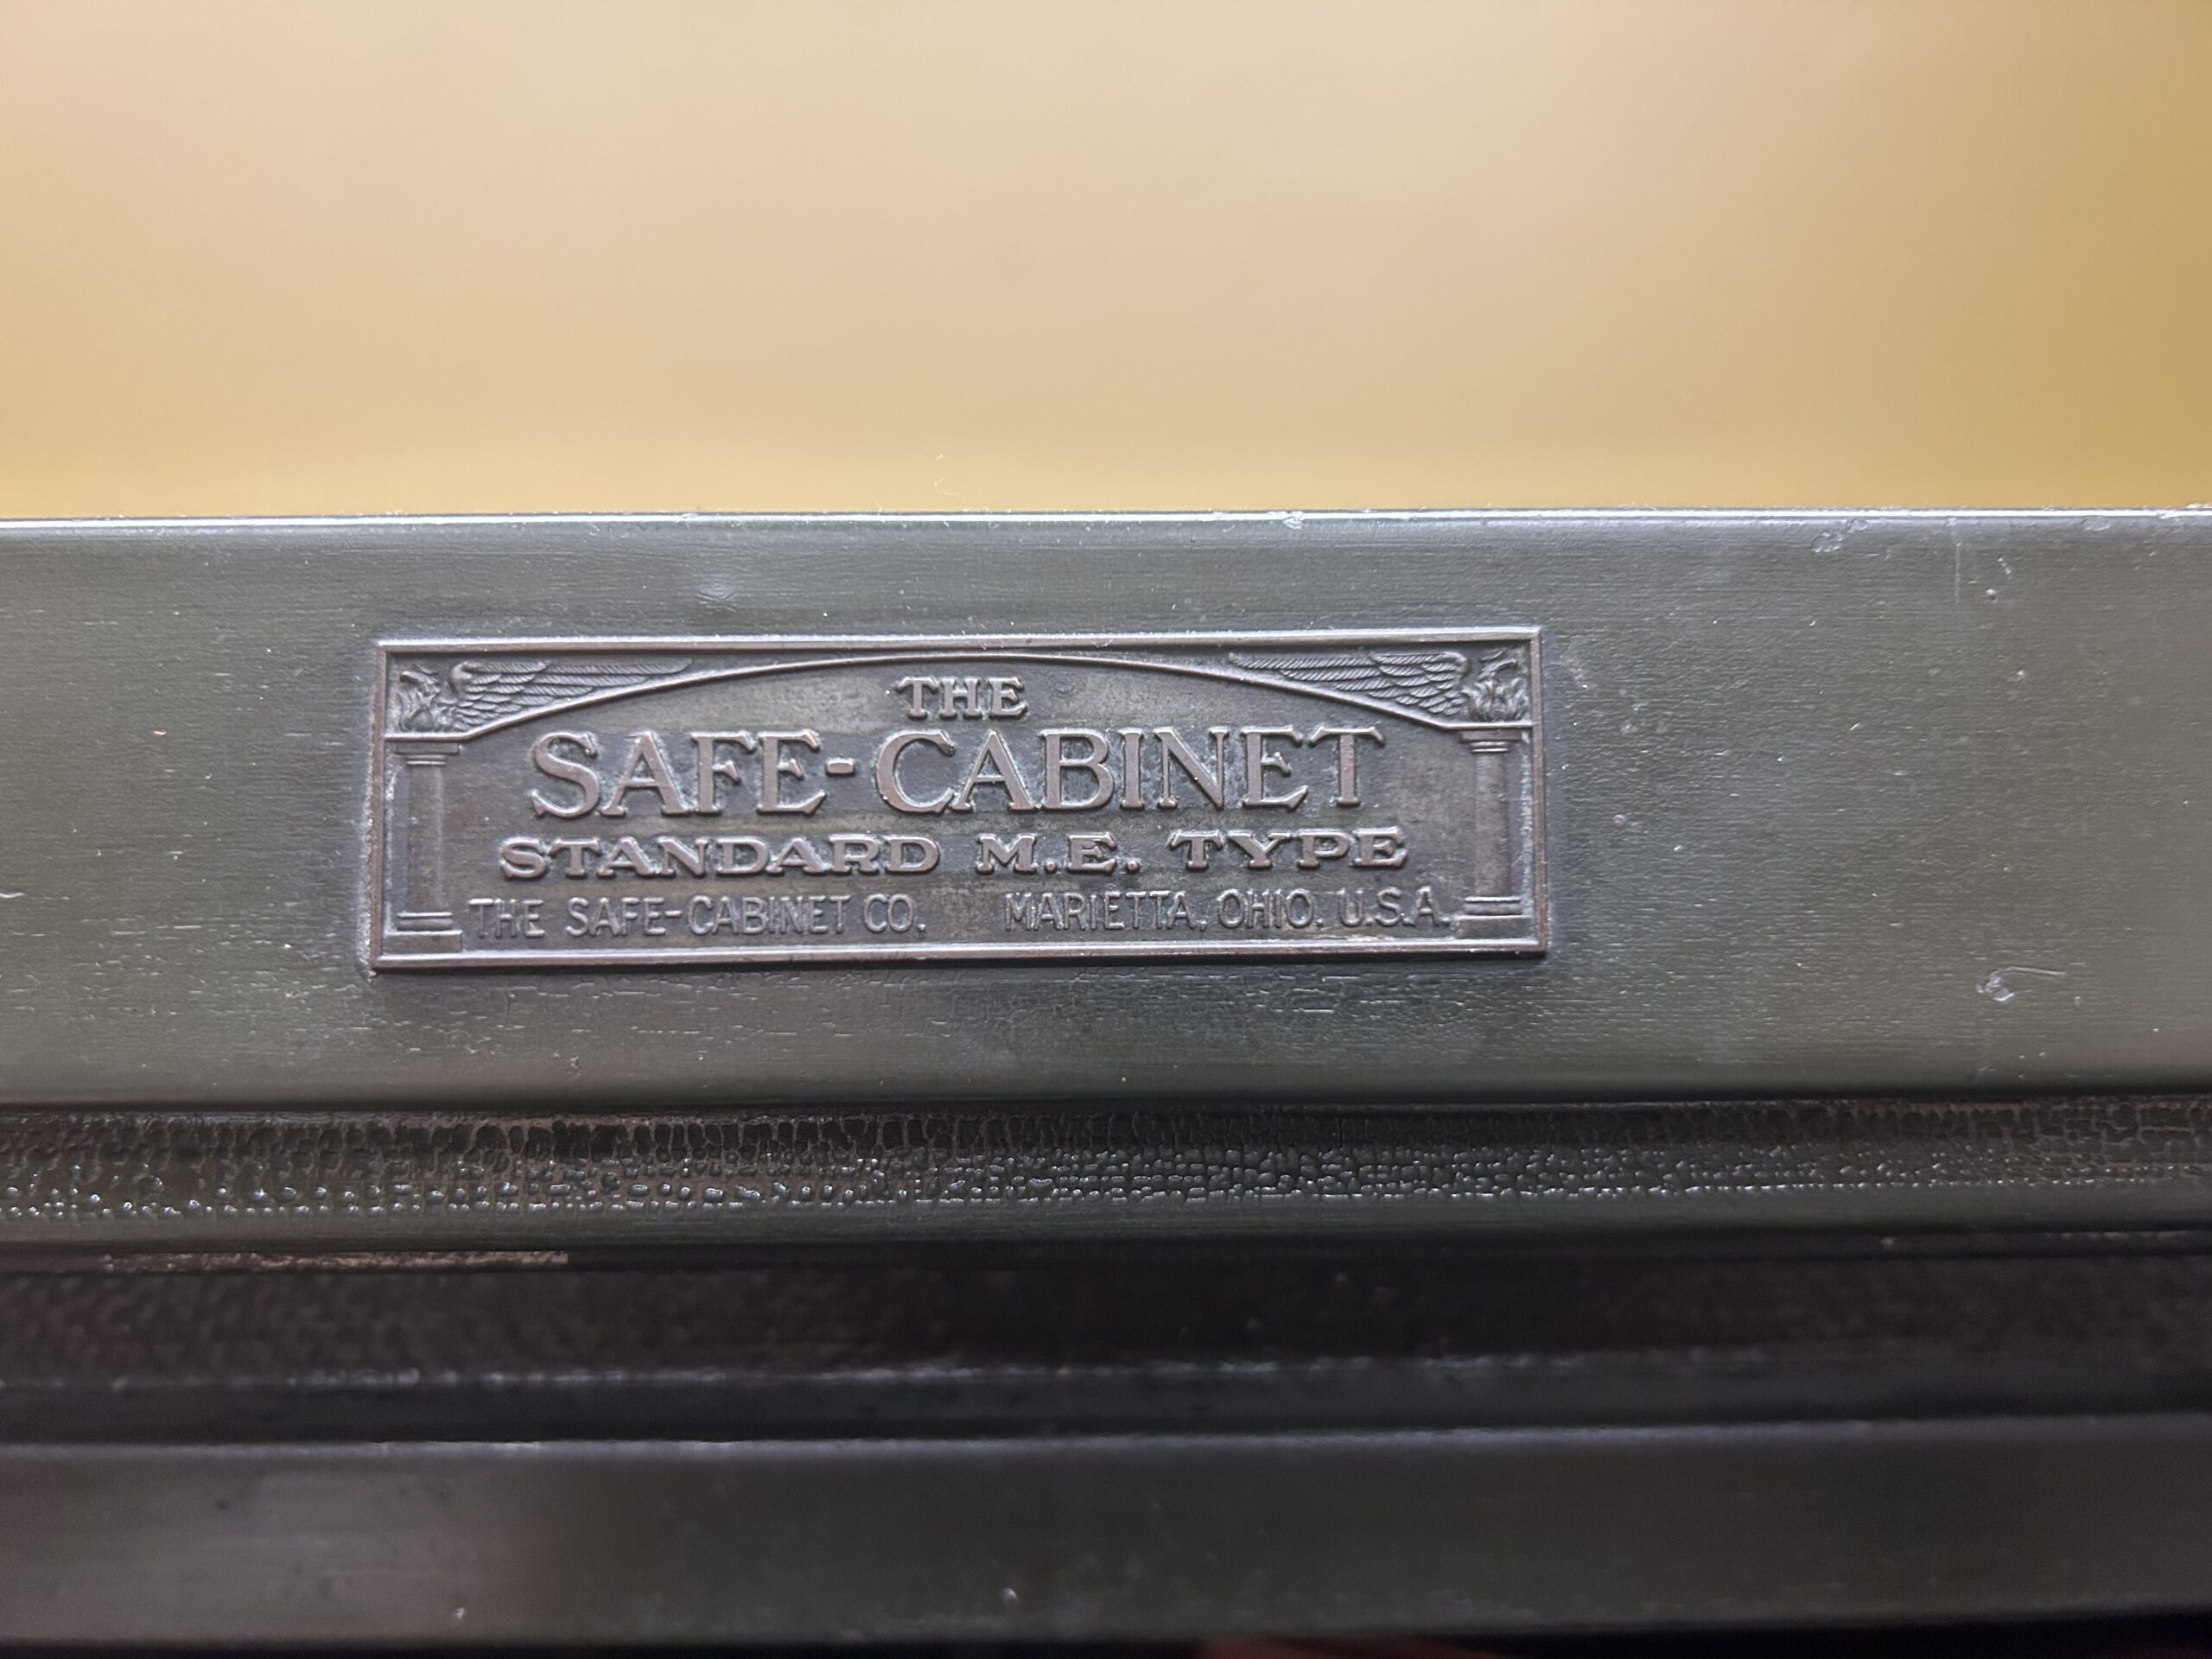 THE
SAFE-CABINET
STANDARD M.E. TYPE
THE SAFE-CABINET CO. MARIETTA, OHIO. U.S.A.